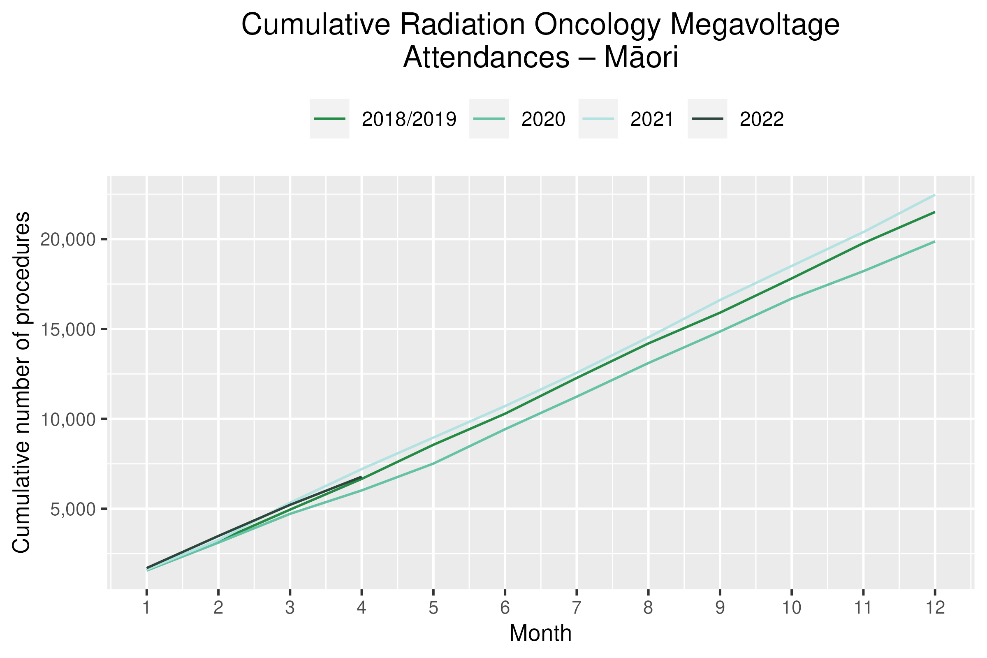 Cumulative Radiation Oncology Megavoltage
Attendances – Māori
2018/2019 2020 2021 2022
Cumulative number of procedures
20,000
15,000
10,000
5,000
1 2 3 4 5 6 7 8 9 10 11 12
Month